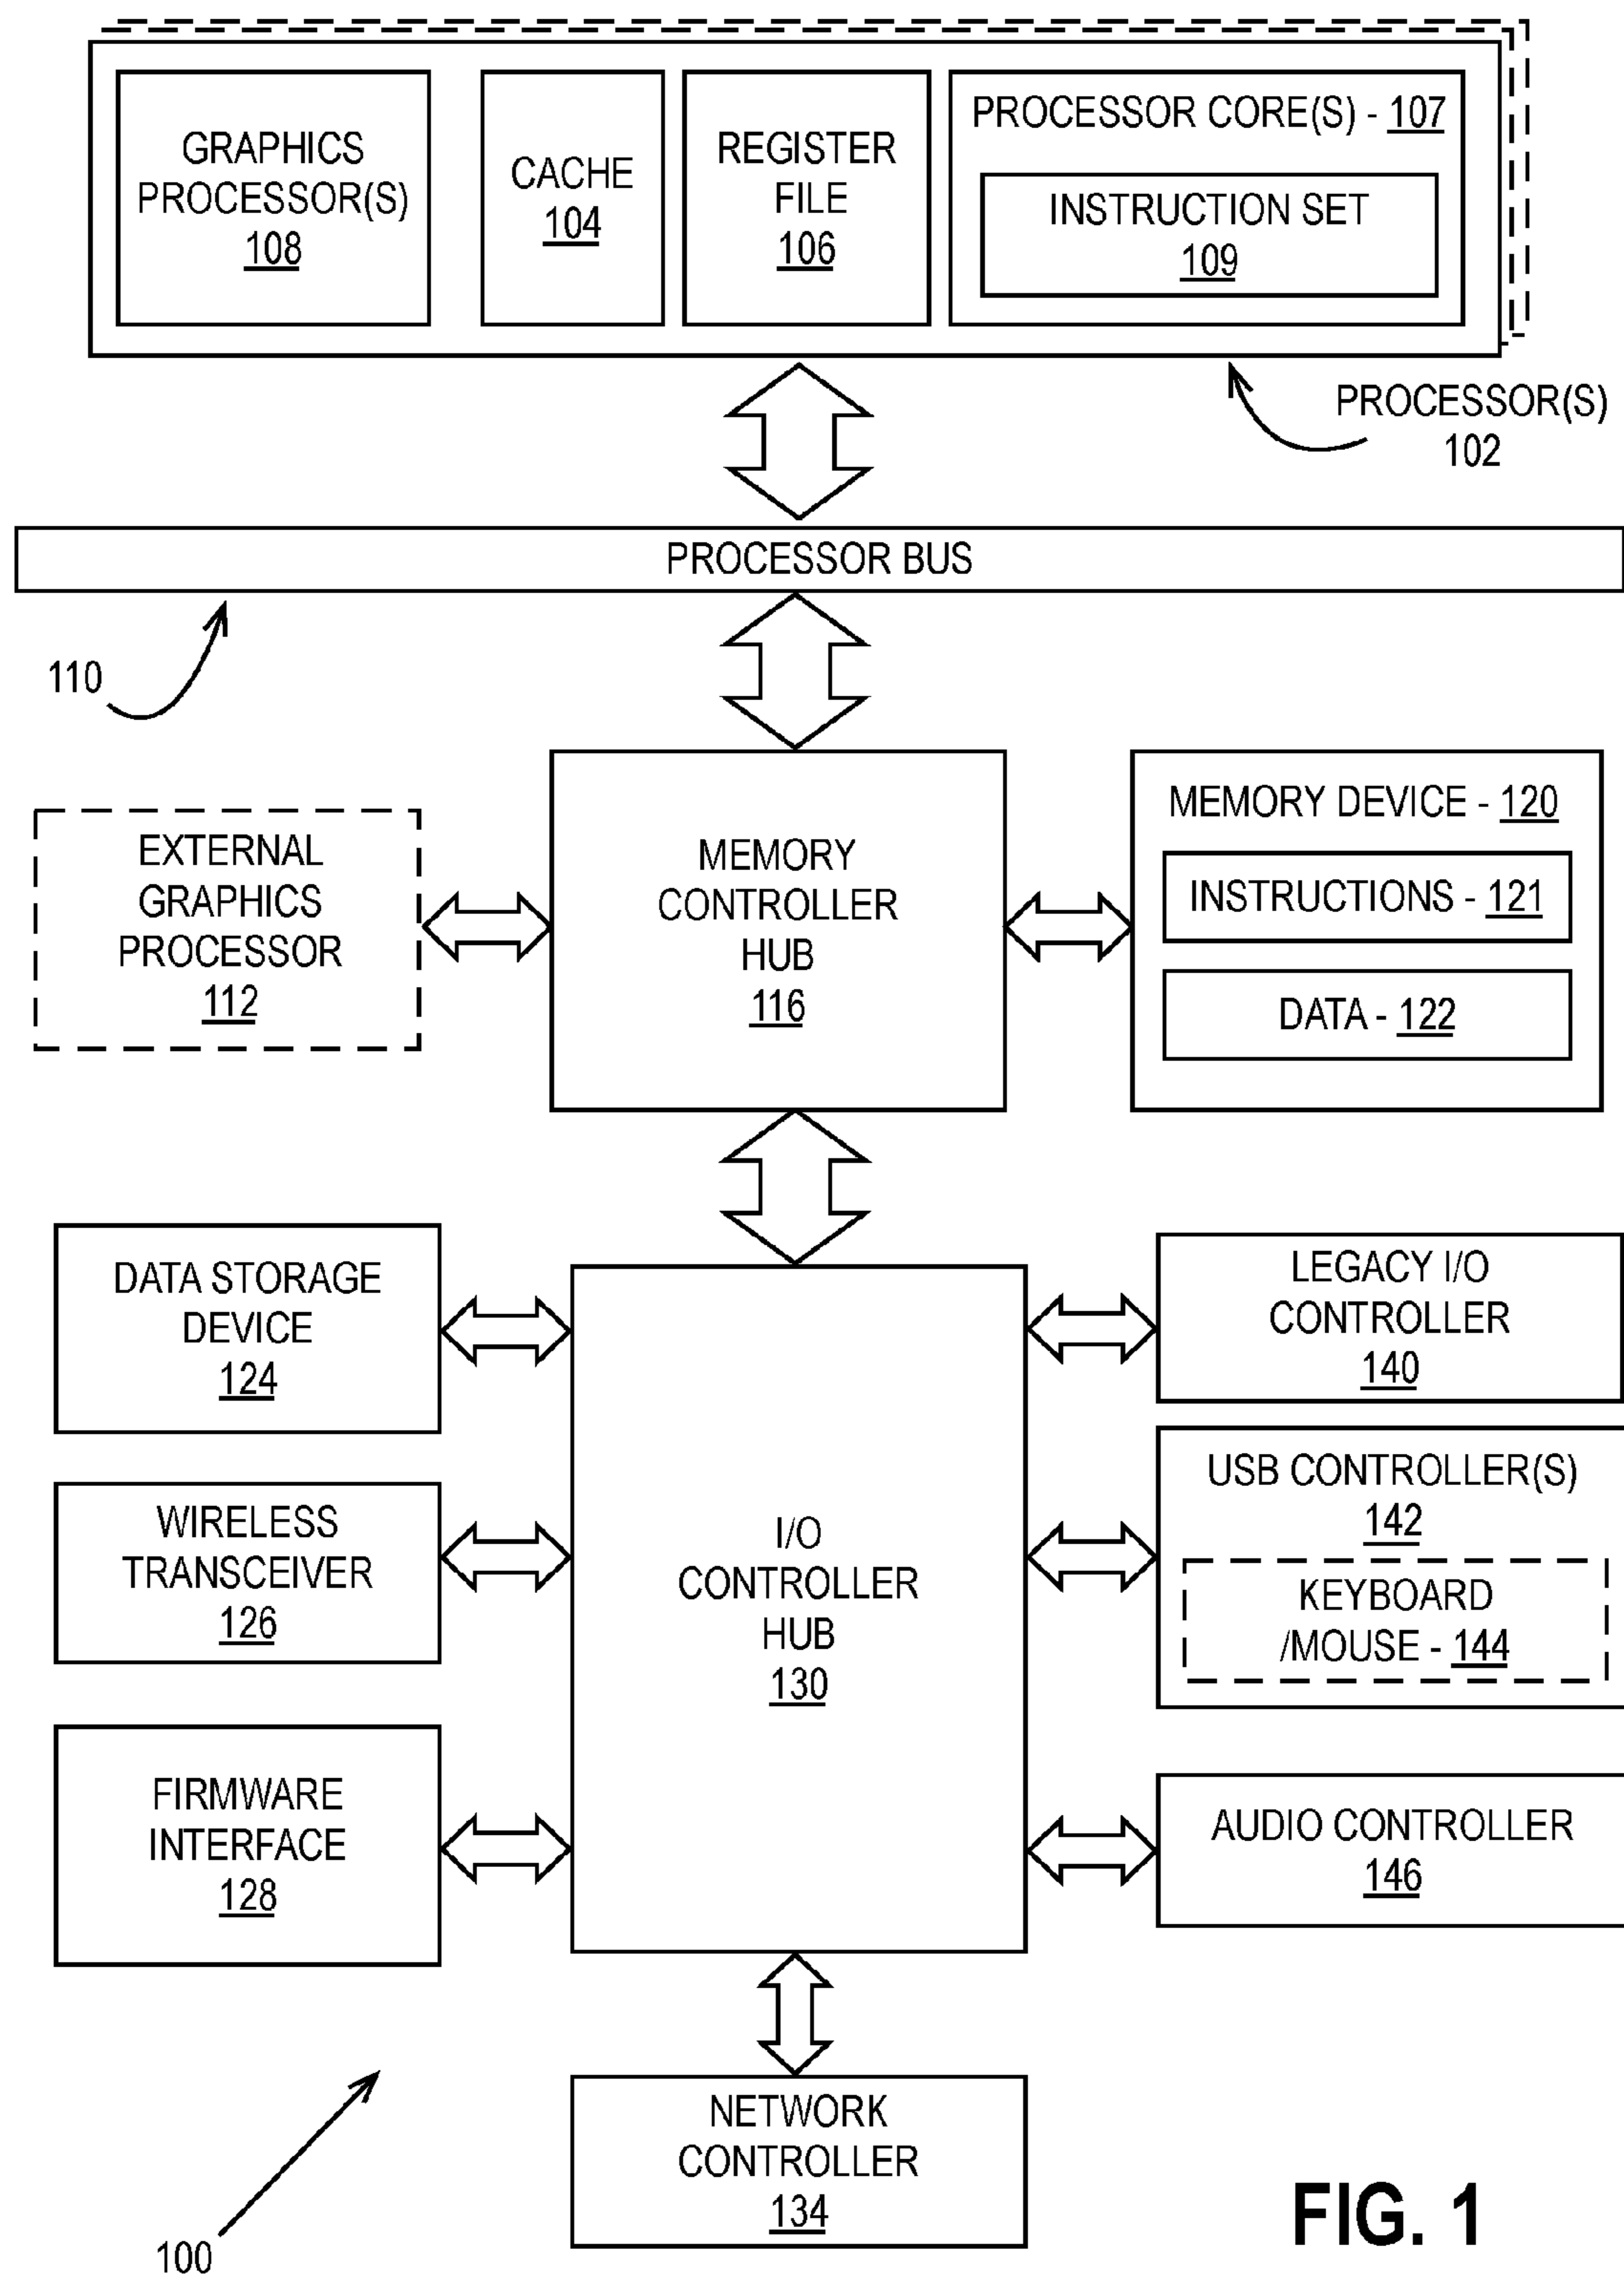 GRAPHICS
PROCESSOR(S)
108
CACHE
104
REGISTER
FILE
106
PROCESSOR CORE(S) - 107
INSTRUCTION SET
109
PROCESSOR(S)
102
PROCESSOR BUS
110
EXTERNAL
GRAPHICS
PROCESSOR
112
MEMORY
CONTROLLER
HUB
116
MEMORY DEVICE - 120
INSTRUCTIONS - 121
DATA - 122
DATA STORAGE
DEVICE
124
WIRELESS
TRANSCEIVER
126
FIRMWARE
INTERFACE
128
I/O
CONTROLLER
HUB
130
LEGACY I/O
CONTROLLER
140
USB CONTROLLER(S)
142
KEYBOARD
/MOUSE - 144
AUDIO CONTROLLER
146
NETWORK
CONTROLLER
134
100
FIG. 1